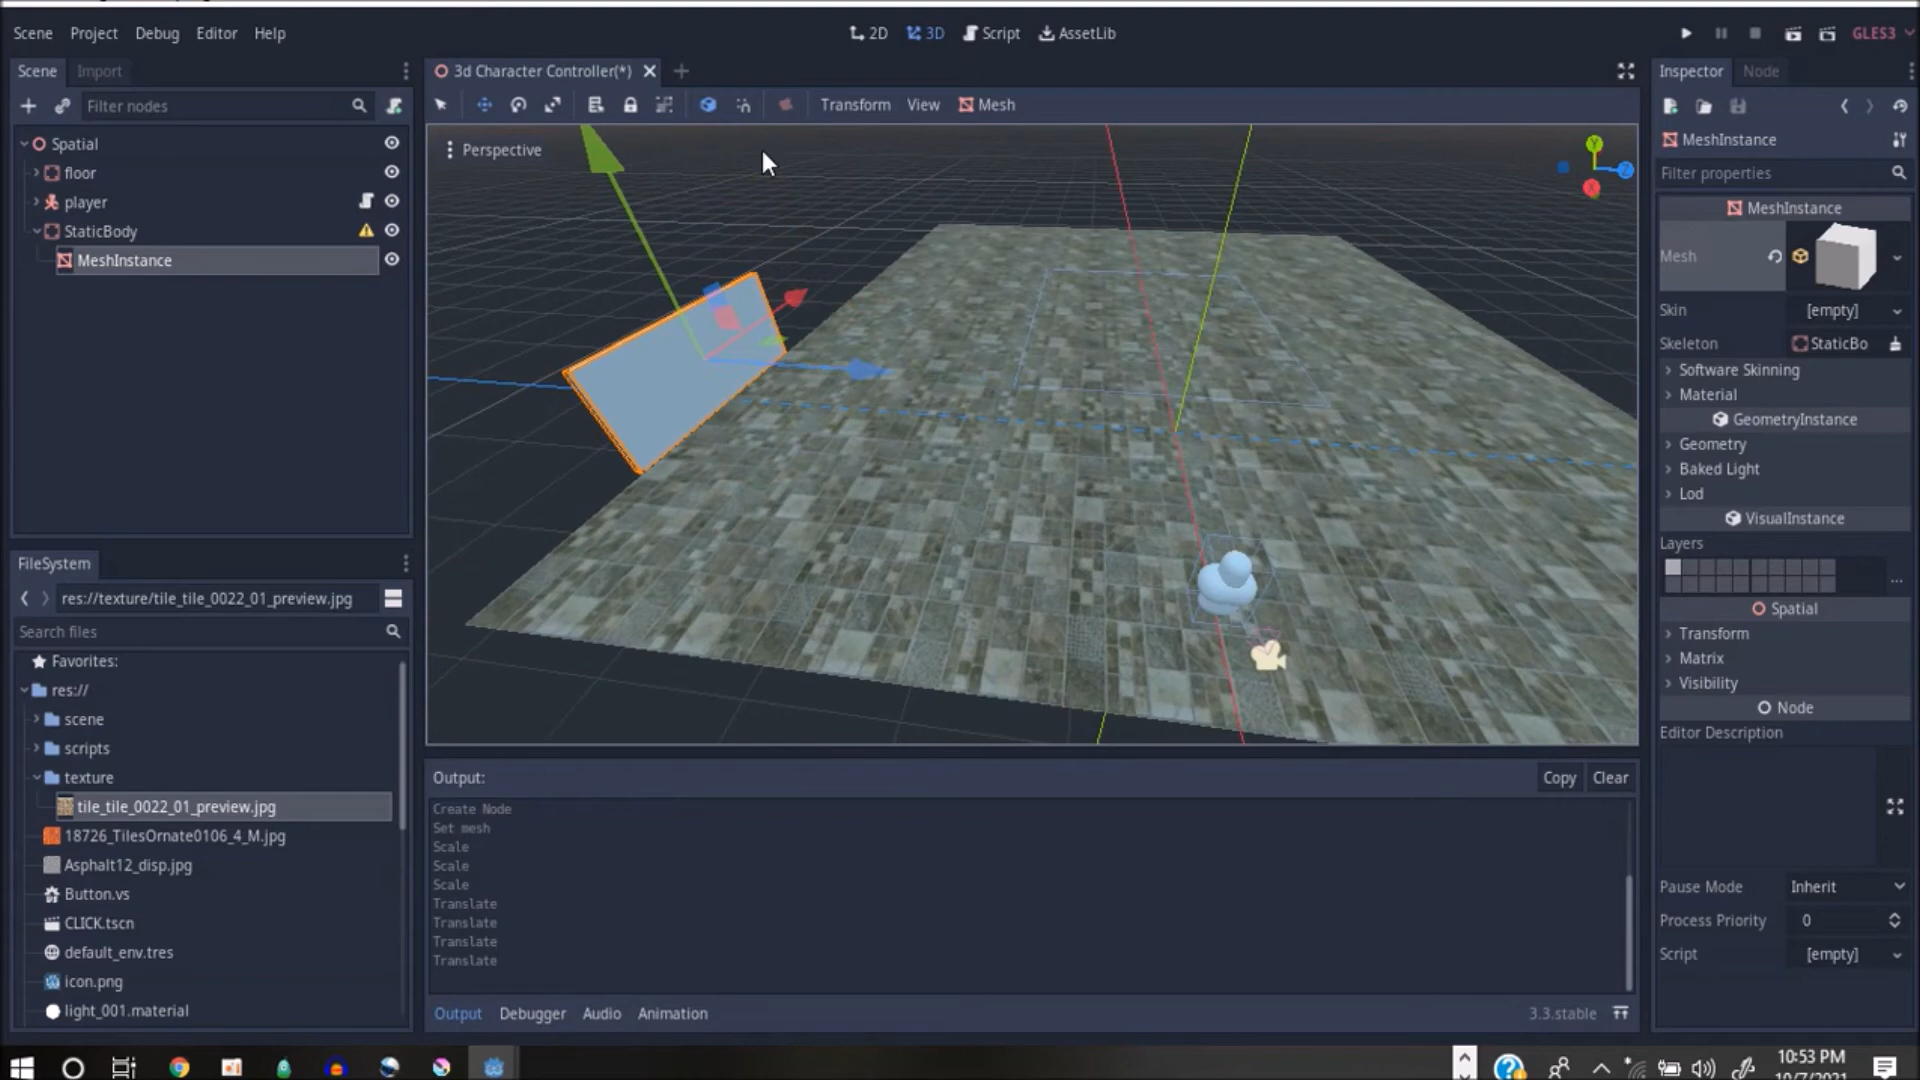 Scene Project Debug Editor Help
2D 3D Script AssetLib
GLES3
Scene Import
3d Character Controller(*)
Inspector Node
Filter nodes
Transform View Mesh
Spatial
floor
player
StaticBody
MeshInstance
Perspective
Y
Z
X
MeshInstance
Filter properties
MeshInstance
Mesh
Skin [empty]
Skeleton StaticBo
Software Skinning
Material
GeometryInstance
Geometry
Baked Light
Lod
VisualInstance
Layers
Spatial
Transform
Matrix
Visibility
Node
Editor Description
Pause Mode Inherit
Process Priority 0
Script [empty]
FileSystem
res://texture/tile_tile_0022_01_preview.jpg
Search files
Favorites:
res://
scene
scripts
texture
tile_tile_0022_01_preview.jpg
18726_TilesOrnate0106_4_M.jpg
Asphalt12_disp.jpg
Button.vs
CLICK.tscn
default_env.tres
icon.png
light_001.material
Output:
Copy Clear
Create Node
Set mesh
Scale
Scale
Scale
Translate
Translate
Translate
Translate
Output Debugger Audio Animation
3.3.stable
10:53 PM